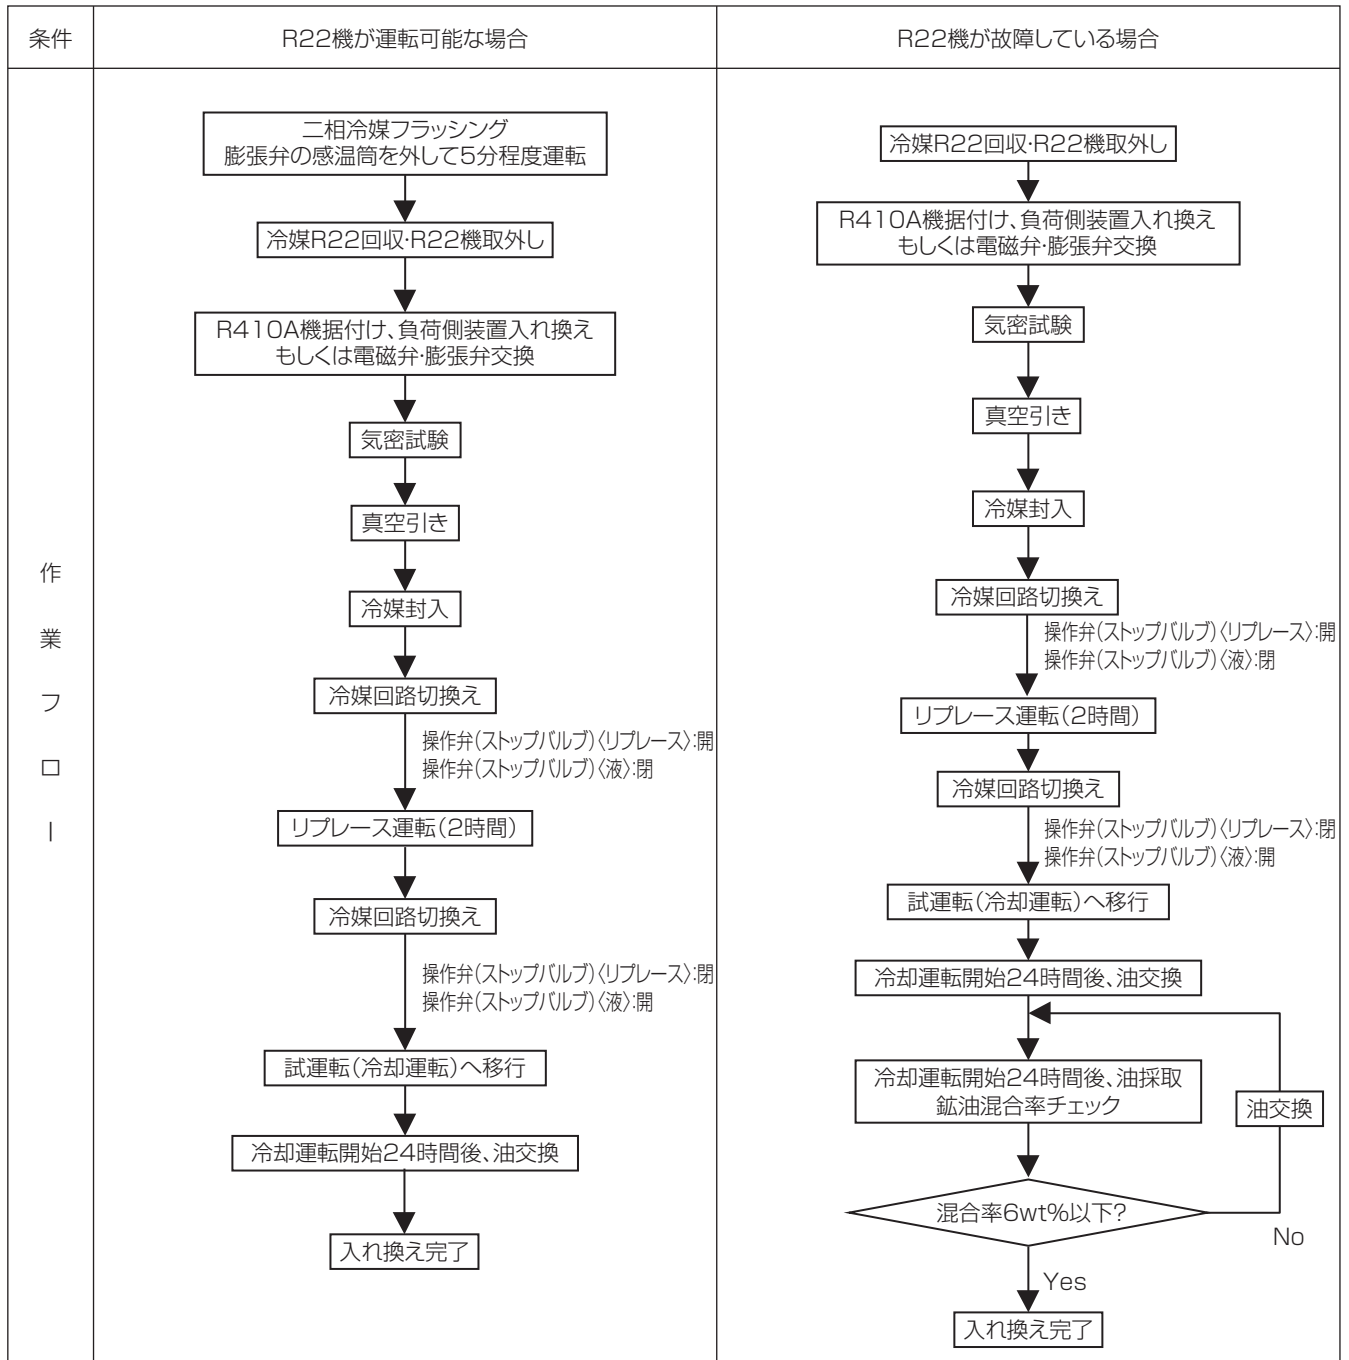 条件
R22機が運転可能な場合
R22機が故障している場合
作業フロー
二相冷媒フラッシング
膨張弁の感温筒を外して5分程度運転
冷媒R22回収・R22機取外し
R410A機据付け、負荷側装置入れ換え
もしくは電磁弁・膨張弁交換
気密試験
真空引き
冷媒封入
冷媒回路切換え
操作弁(ストップバルブ)〈リプレース〉:開
操作弁(ストップバルブ)〈液〉:閉
リプレース運転(2時間)
冷媒回路切換え
操作弁(ストップバルブ)〈リプレース〉:閉
操作弁(ストップバルブ)〈液〉:開
試運転(冷却運転)へ移行
冷却運転開始24時間後、油交換
入れ換え完了
冷媒R22回収・R22機取外し
R410A機据付け、負荷側装置入れ換え
もしくは電磁弁・膨張弁交換
気密試験
真空引き
冷媒封入
冷媒回路切換え
操作弁(ストップバルブ)〈リプレース〉:開
操作弁(ストップバルブ)〈液〉:閉
リプレース運転(2時間)
冷媒回路切換え
操作弁(ストップバルブ)〈リプレース〉:閉
操作弁(ストップバルブ)〈液〉:開
試運転(冷却運転)へ移行
冷却運転開始24時間後、油交換
冷却運転開始24時間後、油採取
鉱油混合率チェック
油交換
混合率6wt%以下?
No
Yes
入れ換え完了